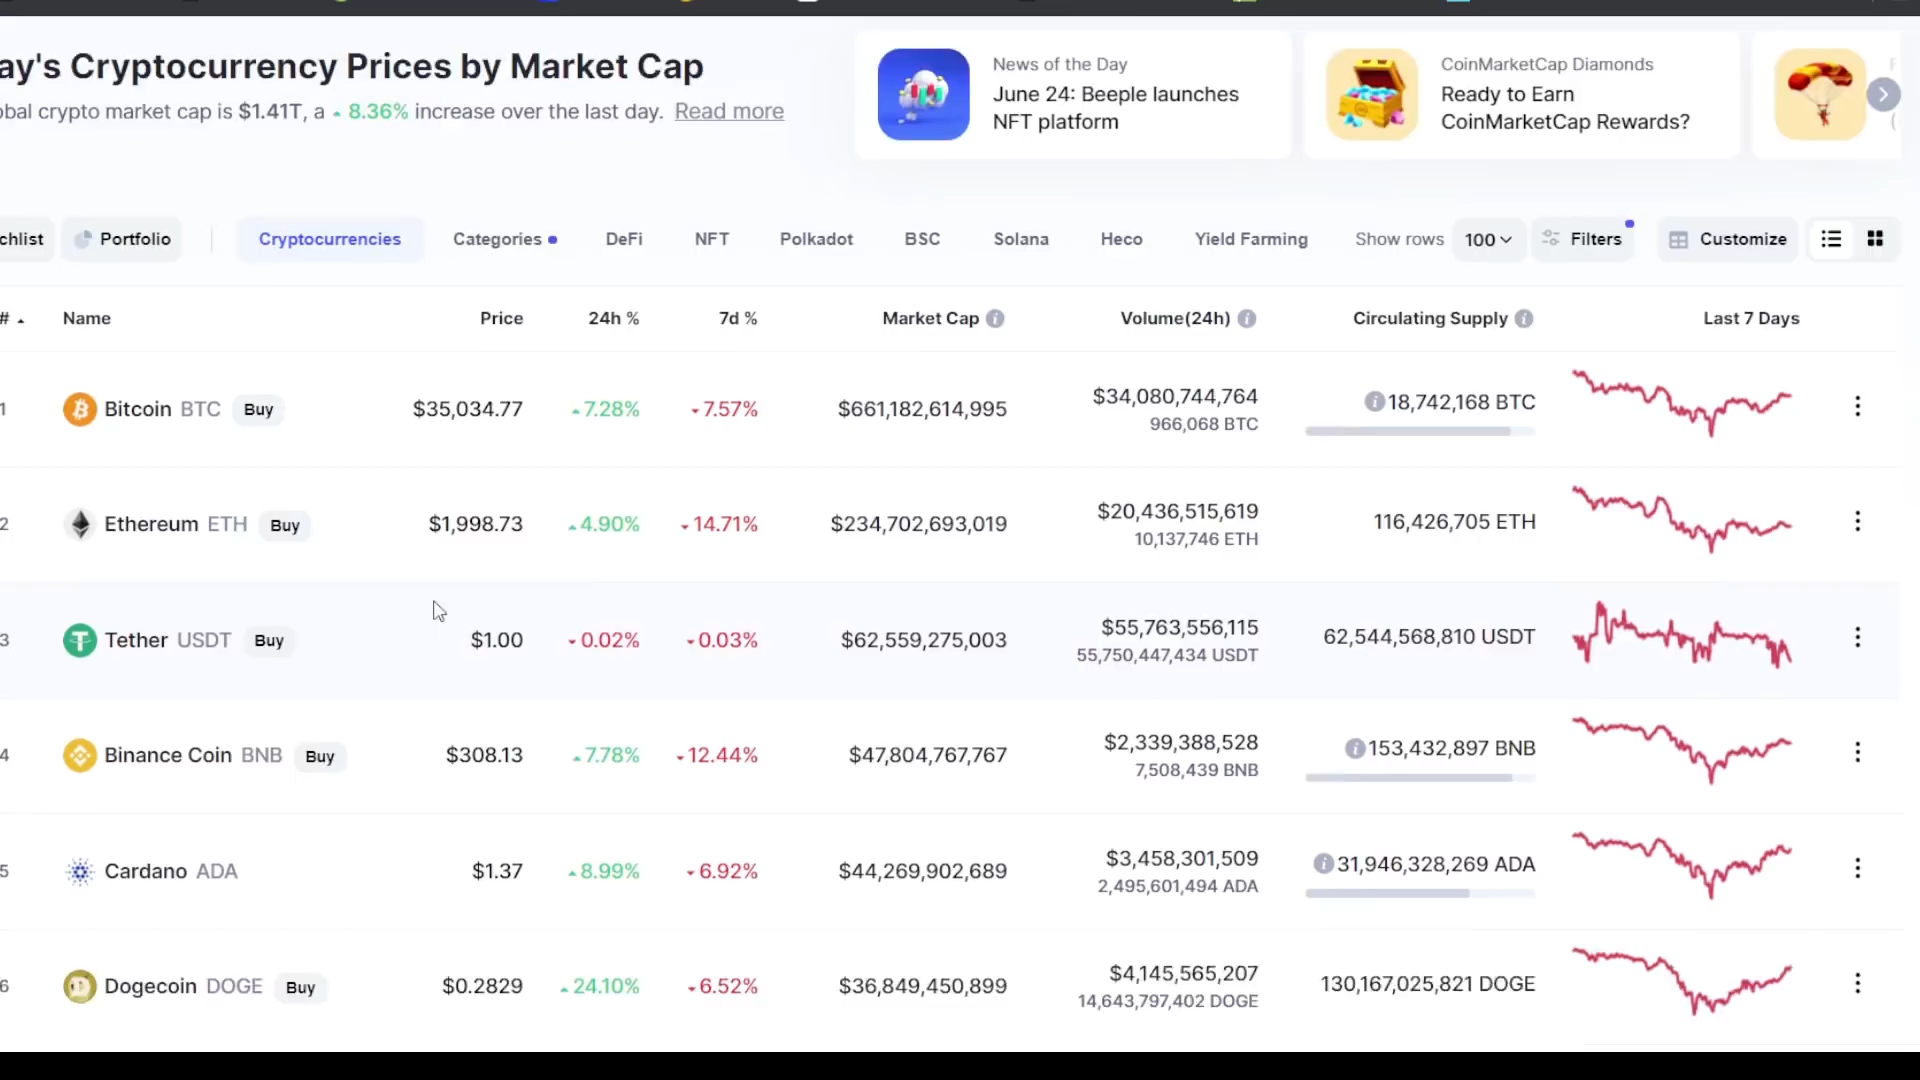 ay's Cryptocurrency Prices by Market Cap
obal crypto market cap is $1.41T, a 8.36% increase over the last day. Read more
News of the Day
June 24: Beeple launches
NFT platform
CoinMarketCap Diamonds
Ready to Earn
CoinMarketCap Rewards?
chlist Portfolio Cryptocurrencies Categories DeFi NFT Polkadot BSC Solana Heco Yield Farming Show rows 100 Filters Customize
# Name Price 24h % 7d % Market Cap Volume(24h) Circulating Supply Last 7 Days
1 Bitcoin BTC Buy $35,034.77 7.28% 7.57% $661,182,614,995 $34,080,744,764 18,742,168 BTC
966,068 BTC
2 Ethereum ETH Buy $1,998.73 4.90% 14.71% $234,702,693,019 $20,436,515,619 116,426,705 ETH
10,137,746 ETH
3 Tether USDT Buy $1.00 0.02% 0.03% $62,559,275,003 $55,763,556,115 62,544,568,810 USDT
55,750,447,434 USDT
4 Binance Coin BNB Buy $308.13 7.78% 12.44% $47,804,767,767 $2,339,388,528 153,432,897 BNB
7,508,439 BNB
5 Cardano ADA $1.37 8.99% 6.92% $44,269,902,689 $3,458,301,509 31,946,328,269 ADA
2,495,601,494 ADA
6 Dogecoin DOGE Buy $0.2829 24.10% 6.52% $36,849,450,899 $4,145,565,207 130,167,025,821 DOGE
14,643,797,402 DOGE